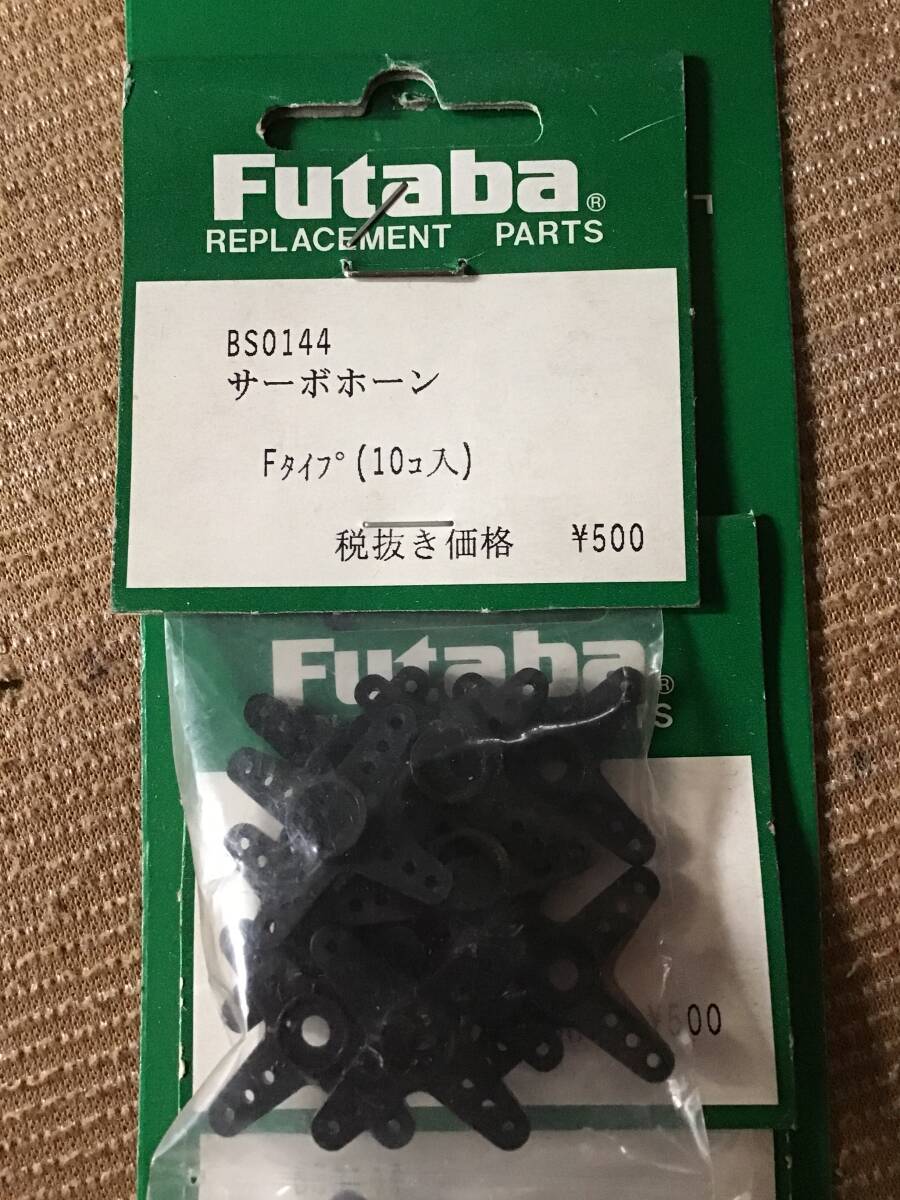 Futaba®
REPLACEMENT PARTS
BS0144
サーボホーン
Fﾀｲﾌﾟ(10ｺ入)
税抜き価格 ¥500
Futaba®
S
¥500